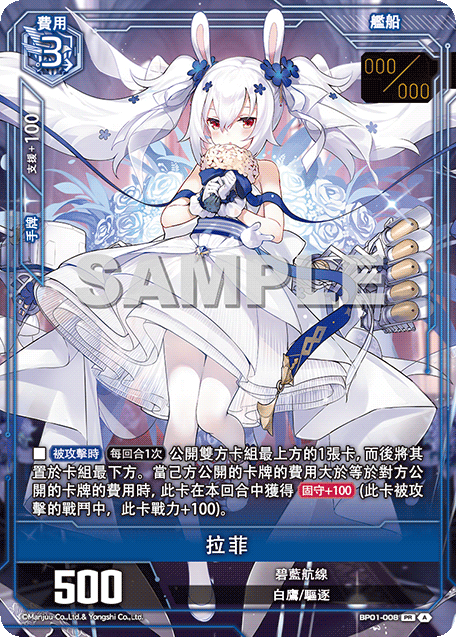 費用
3
艦船
000/000
手牌
支援+100
SAMPLE
■ 被攻擊時 每回合1次 公開雙方卡組最上方的1張卡, 而後將其
置於卡組最下方。當己方公開的卡牌的費用大於等於對方公
開的卡牌的費用時, 此卡在本回合中獲得 固守+100 (此卡被攻
擊的戰鬥中, 此卡戰力+100)。
拉菲
500
碧藍航線
白鷹/驅逐
©Manjuu Co.,Ltd.& Yongshi Co.,Ltd.
BP01-008 PR A